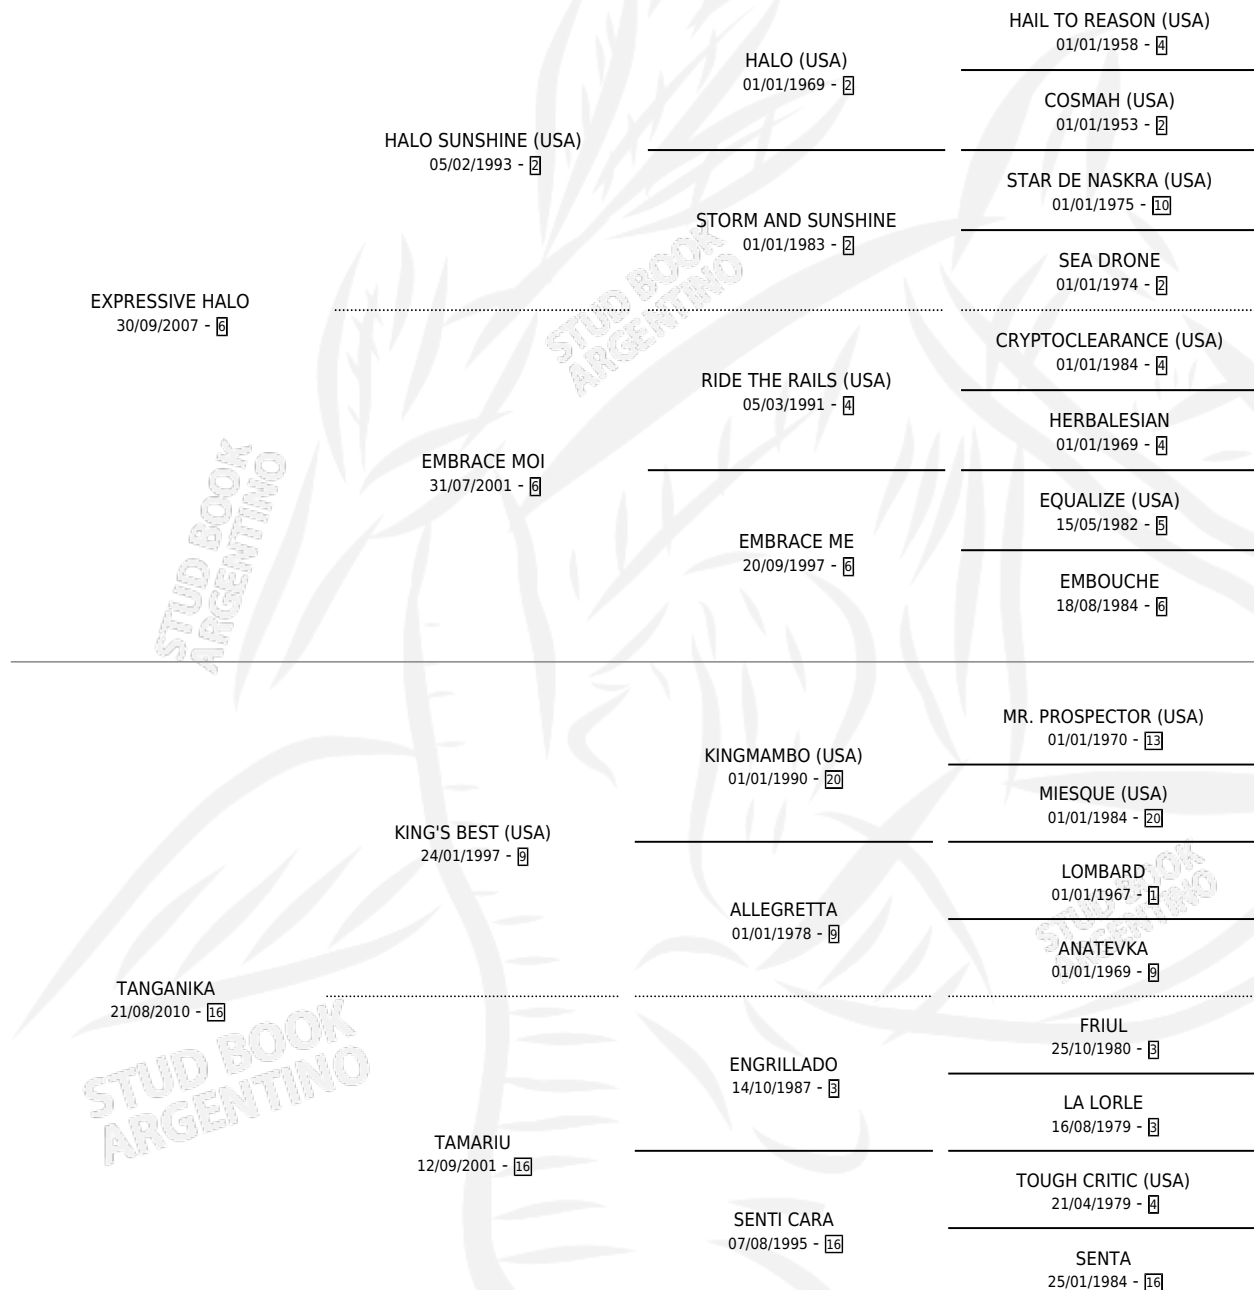 HAIL TO REASON (USA)
01/01/1958 - 4
HALO (USA)
01/01/1969 - 2
COSMAH (USA)
01/01/1953 - 2
HALO SUNSHINE (USA)
05/02/1993 - 2
STAR DE NASKRA (USA)
01/01/1975 - 10
STORM AND SUNSHINE
01/01/1983 - 2
SEA DRONE
01/01/1974 - 2
EXPRESSIVE HALO
30/09/2007 - 6
CRYPTOCLEARANCE (USA)
01/01/1984 - 4
RIDE THE RAILS (USA)
05/03/1991 - 4
HERBALESIAN
01/01/1969 - 4
EMBRACE MOI
31/07/2001 - 6
EQUALIZE (USA)
15/05/1982 - 5
EMBRACE ME
20/09/1997 - 6
EMBOUCHE
18/08/1984 - 6
MR. PROSPECTOR (USA)
01/01/1970 - 13
KINGMAMBO (USA)
01/01/1990 - 20
MIESQUE (USA)
01/01/1984 - 20
KING'S BEST (USA)
24/01/1997 - 9
LOMBARD
01/01/1967 - 1
ALLEGRETTA
01/01/1978 - 9
ANATEVKA
01/01/1969 - 9
TANGANIKA
21/08/2010 - 16
FRIUL
25/10/1980 - 3
ENGRILLADO
14/10/1987 - 3
LA LORLE
16/08/1979 - 3
TAMARIU
12/09/2001 - 16
TOUGH CRITIC (USA)
21/04/1979 - 4
SENTI CARA
07/08/1995 - 16
SENTA
25/01/1984 - 16
STUD BOOK
ARGENTINO
STUD BOOK
ARGENTINO
STUD BOOK
ARGENTINO
STUD BOOK
ARGENTINO